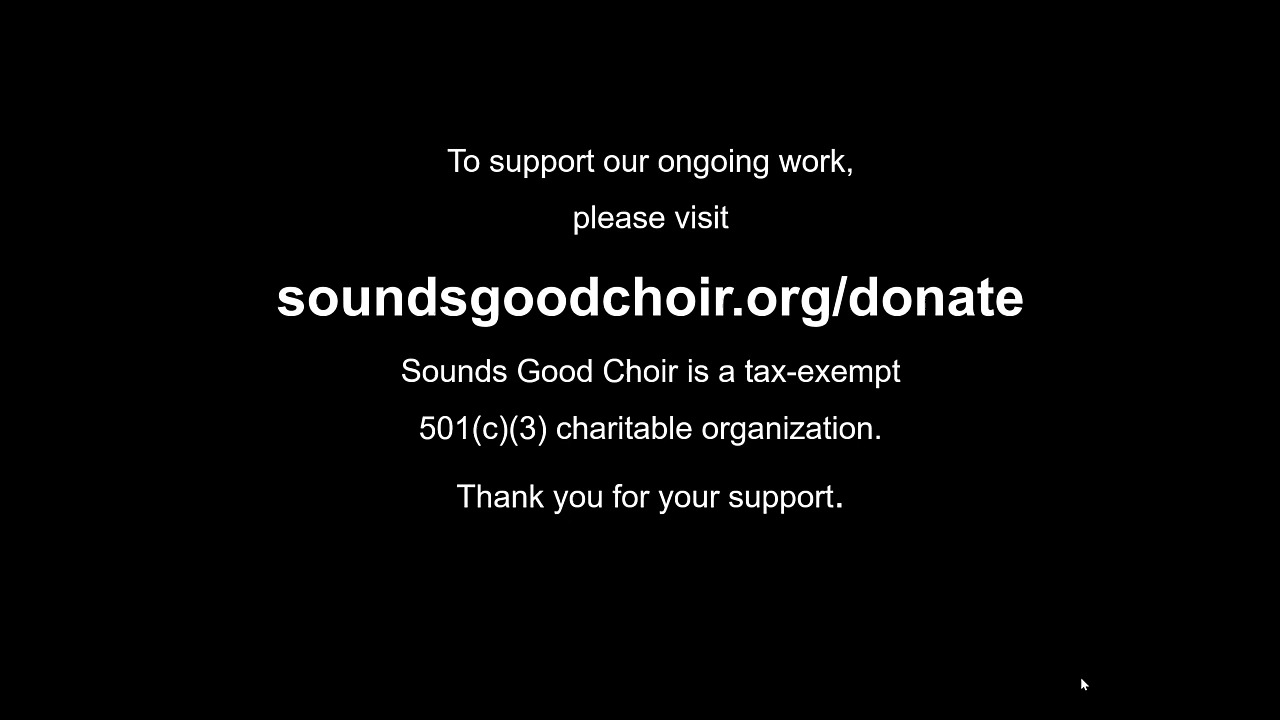 To support our ongoing work,
please visit
soundsgoodchoir.org/donate
Sounds Good Choir is a tax-exempt
501(c)(3) charitable organization.
Thank you for your support.